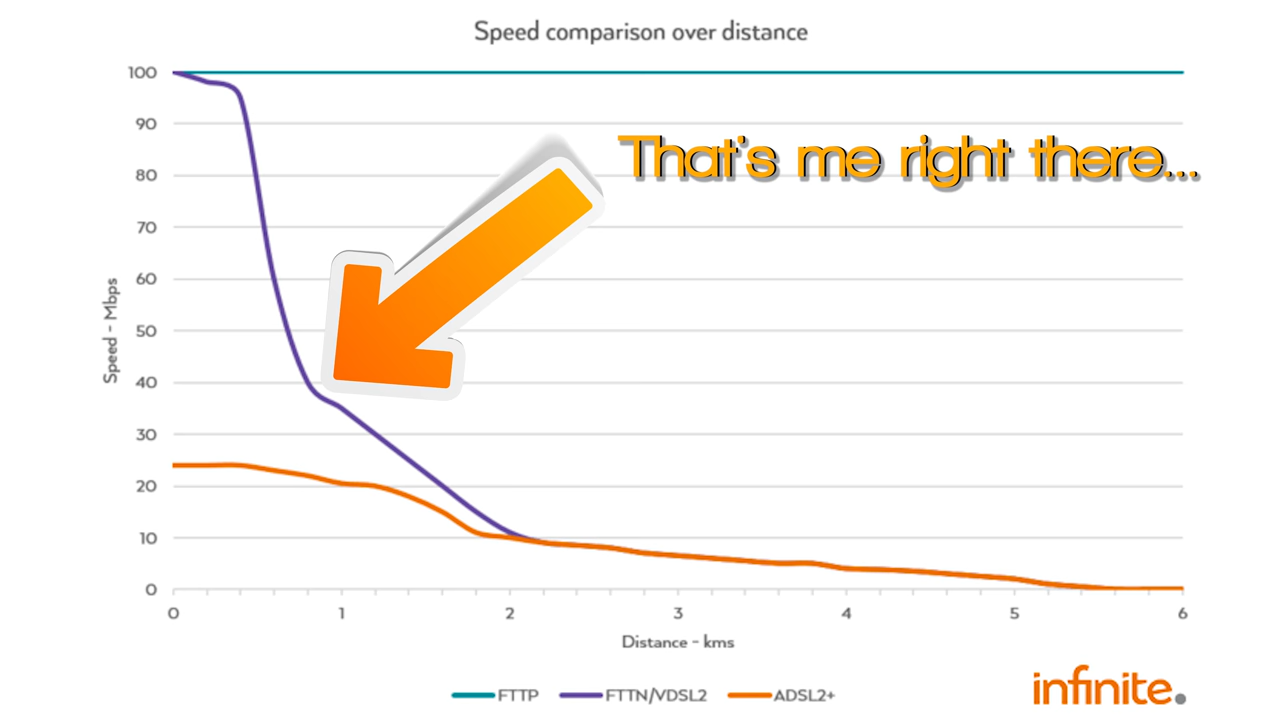 Speed comparison over distance
That's me right there...
Speed - Mbps
100
90
80
70
60
50
40
30
20
10
0
0 1 2 3 4 5 6
Distance - kms
FTTP FTTN/VDSL2 ADSL2+
infinite.